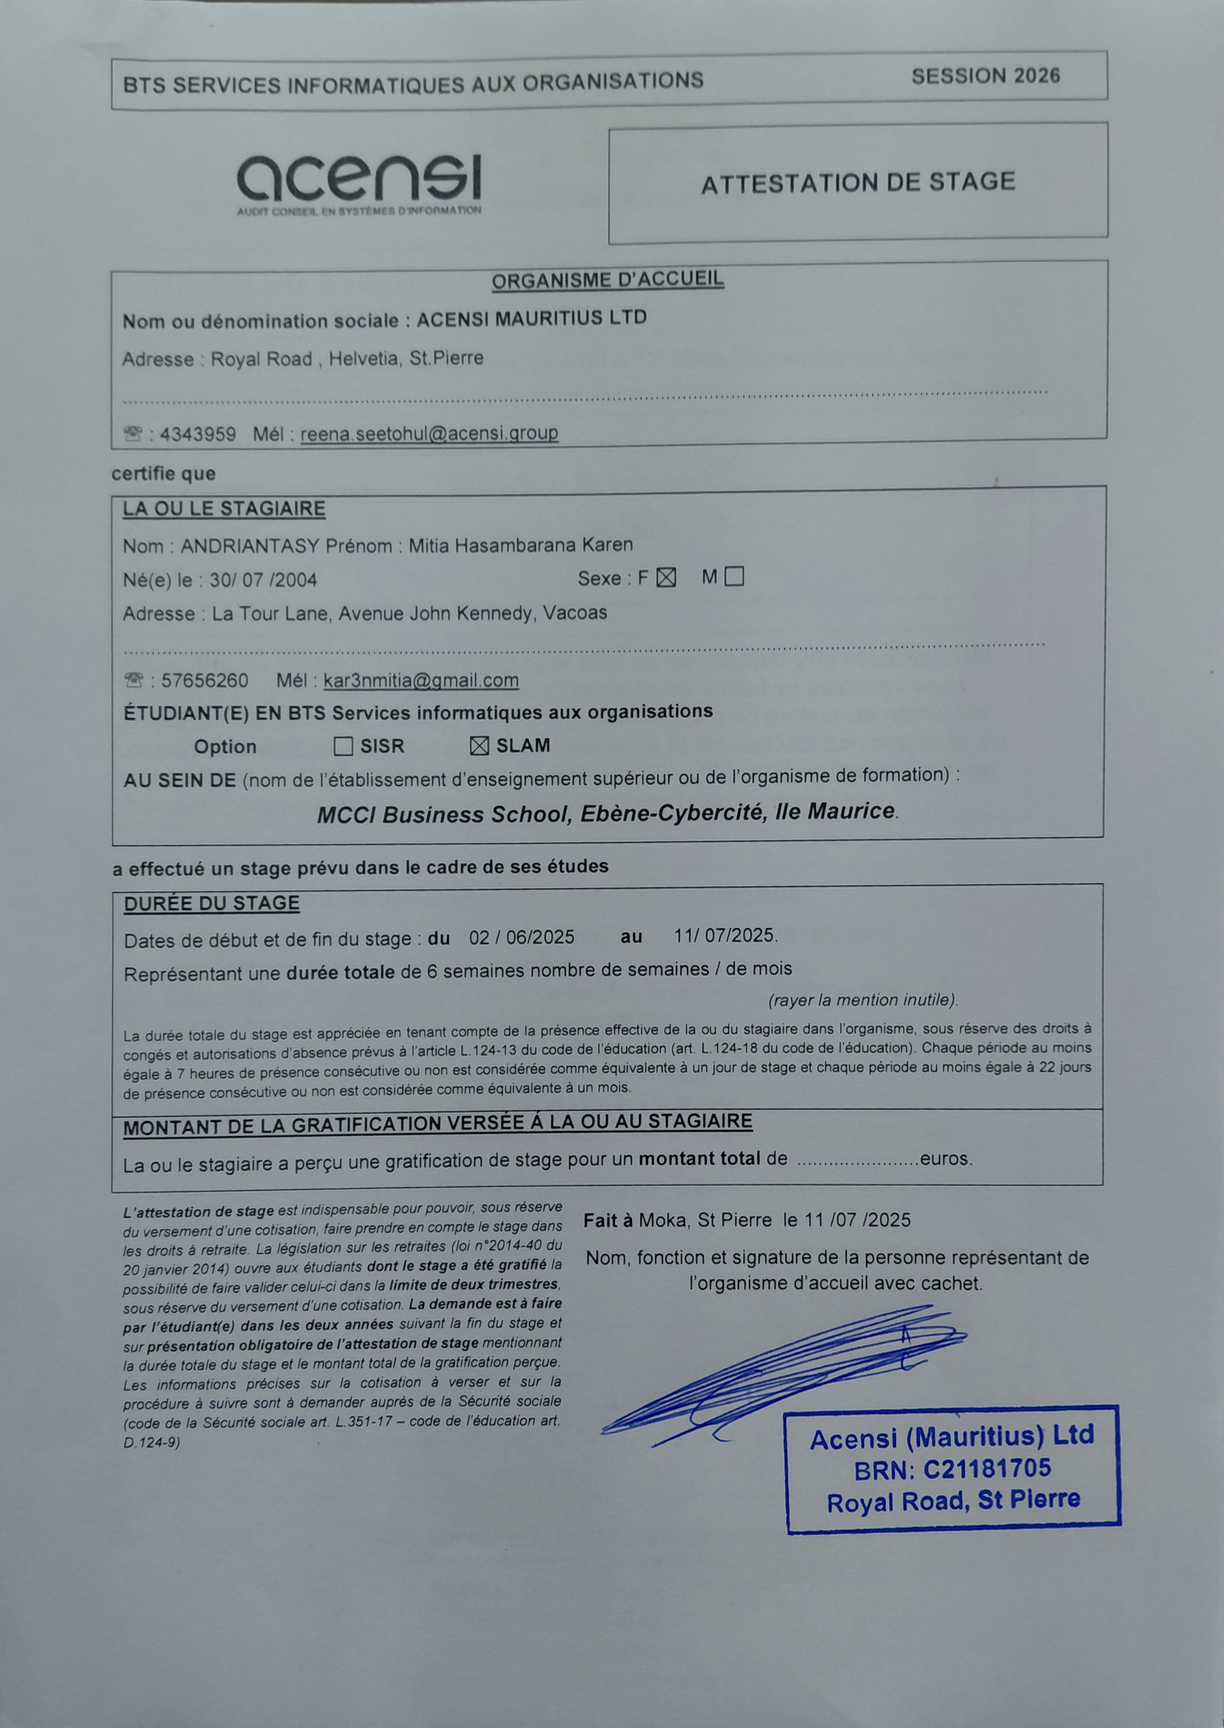 BTS SERVICES INFORMATIQUES AUX ORGANISATIONS SESSION 2026
acensi
AUDIT CONSEIL EN SYSTÈMES D'INFORMATION
ATTESTATION DE STAGE
ORGANISME D'ACCUEIL
Nom ou dénomination sociale : ACENSI MAURITIUS LTD
Adresse : Royal Road , Helvetia, St.Pierre
☏ : 4343959 Mél : reena.seetohul@acensi.group
certifie que
LA OU LE STAGIAIRE
Nom : ANDRIANTASY Prénom : Mitia Hasambarana Karen
Né(e) le : 30/ 07 /2004 Sexe : F ☒ M ☐
Adresse : La Tour Lane, Avenue John Kennedy, Vacoas
☏ : 57656260 Mél : kar3nmitia@gmail.com
ÉTUDIANT(E) EN BTS Services informatiques aux organisations
Option ☐ SISR ☒ SLAM
AU SEIN DE (nom de l'établissement d'enseignement supérieur ou de l'organisme de formation) :
MCCI Business School, Ebène-Cybercité, Ile Maurice.
a effectué un stage prévu dans le cadre de ses études
DURÉE DU STAGE
Dates de début et de fin du stage : du 02 / 06/2025 au 11/ 07/2025.
Représentant une durée totale de 6 semaines nombre de semaines / de mois
(rayer la mention inutile).
La durée totale du stage est appréciée en tenant compte de la présence effective de la ou du stagiaire dans l'organisme, sous réserve des droits à
congés et autorisations d'absence prévus à l'article L.124-13 du code de l'éducation (art. L.124-18 du code de l'éducation). Chaque période au moins
égale à 7 heures de présence consécutive ou non est considérée comme équivalente à un jour de stage et chaque période au moins égale à 22 jours
de présence consécutive ou non est considérée comme équivalente à un mois.
MONTANT DE LA GRATIFICATION VERSÉE Á LA OU AU STAGIAIRE
La ou le stagiaire a perçu une gratification de stage pour un montant total de ........................euros.
L'attestation de stage est indispensable pour pouvoir, sous réserve
du versement d'une cotisation, faire prendre en compte le stage dans
les droits à retraite. La législation sur les retraites (loi n°2014-40 du
20 janvier 2014) ouvre aux étudiants dont le stage a été gratifié la
possibilité de faire valider celui-ci dans la limite de deux trimestres,
sous réserve du versement d'une cotisation. La demande est à faire
par l'étudiant(e) dans les deux années suivant la fin du stage et
sur présentation obligatoire de l'attestation de stage mentionnant
la durée totale du stage et le montant total de la gratification perçue.
Les informations précises sur la cotisation à verser et sur la
procédure à suivre sont à demander auprès de la Sécurité sociale
(code de la Sécurité sociale art. L.351-17 – code de l'éducation art.
D.124-9)
Fait à Moka, St Pierre le 11 /07 /2025
Nom, fonction et signature de la personne représentant de
l'organisme d'accueil avec cachet.
Acensi (Mauritius) Ltd
BRN: C21181705
Royal Road, St Pierre